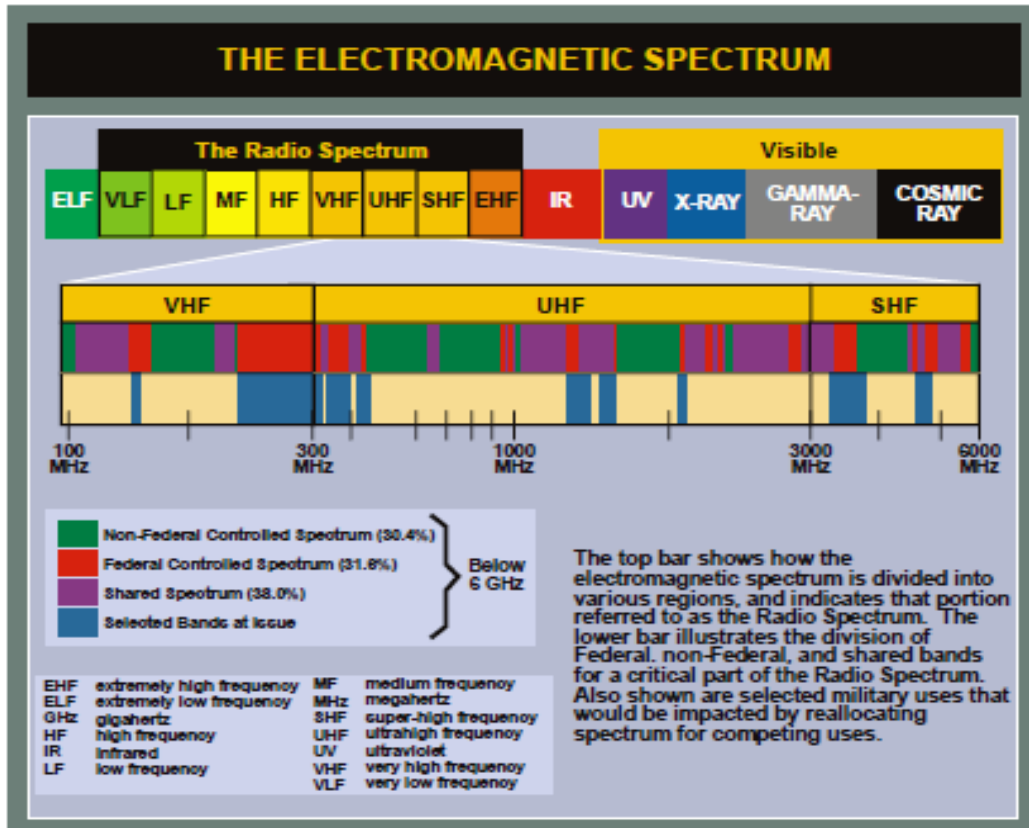 THE ELECTROMAGNETIC SPECTRUM
The Radio Spectrum
Visible
ELF VLF LF MF HF VHF UHF SHF EHF IR UV X-RAY GAMMA-RAY COSMIC RAY
VHF UHF SHF
100 MHz
300 MHz
1000 MHz
3000 MHz
6000 MHz
Non-Federal Controlled Spectrum (30.4%)
Federal Controlled Spectrum (31.6%)
Shared Spectrum (38.0%)
Selected Bands at Issue
Below
6 GHz
The top bar shows how the
electromagnetic spectrum is divided into
various regions, and indicates that portion
referred to as the Radio Spectrum. The
lower bar illustrates the division of
Federal. non-Federal, and shared bands
for a critical part of the Radio Spectrum.
Also shown are selected military uses that
would be impacted by reallocating
spectrum for competing uses.
EHF extremely high frequency
ELF extremely low frequency
GHz gigahertz
HF high frequency
IR infrared
LF low frequency
MF medium frequency
MHz megahertz
SHF super-high frequency
UHF ultrahigh frequency
UV ultraviolet
VHF very high frequency
VLF very low frequency